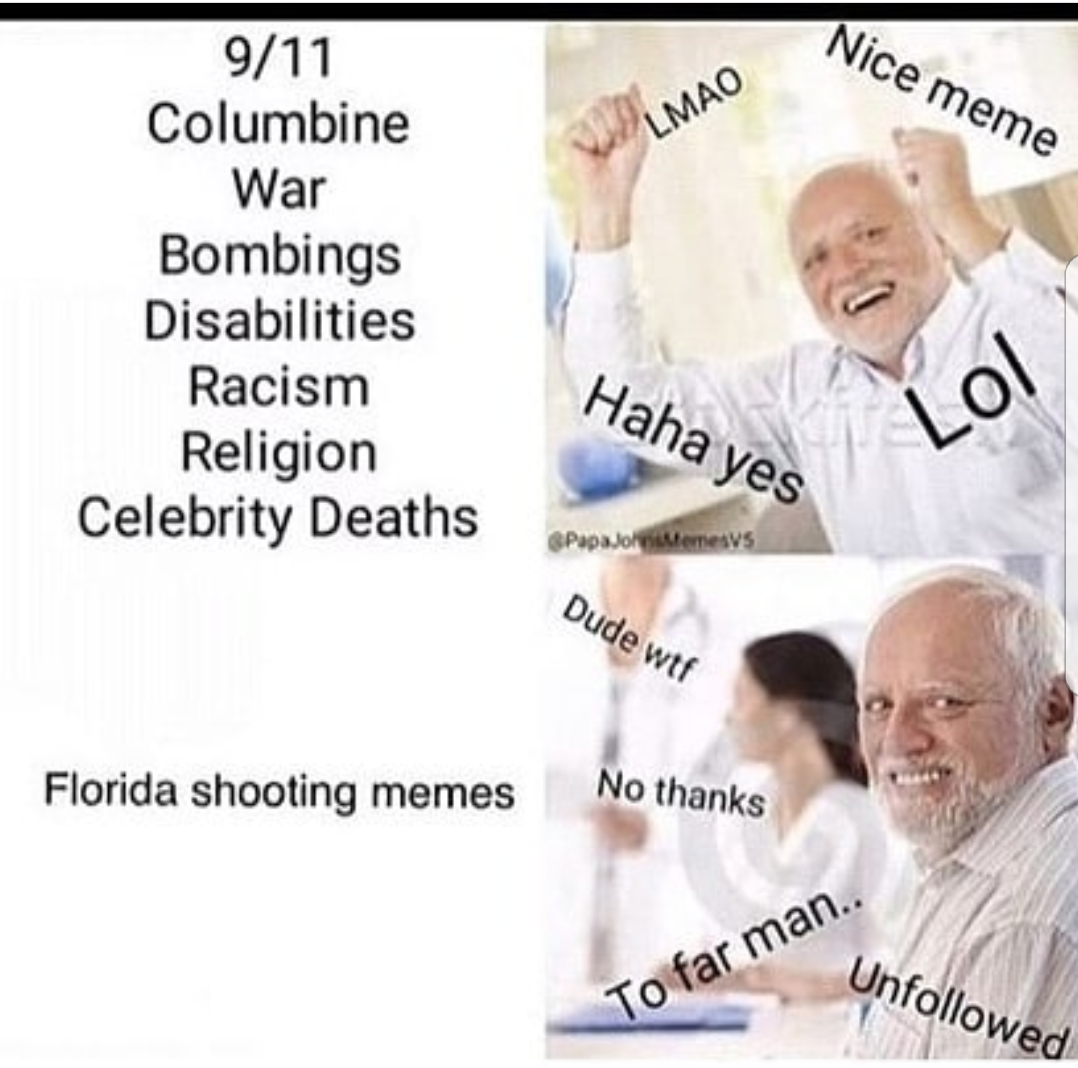 9/11
Columbine
War
Bombings
Disabilities
Racism
Religion
Celebrity Deaths
LMAO
Nice meme
Haha yes
Lol
@PapaJohnsMemesVS
Florida shooting memes
Dude wtf
No thanks
To far man..
Unfollowed